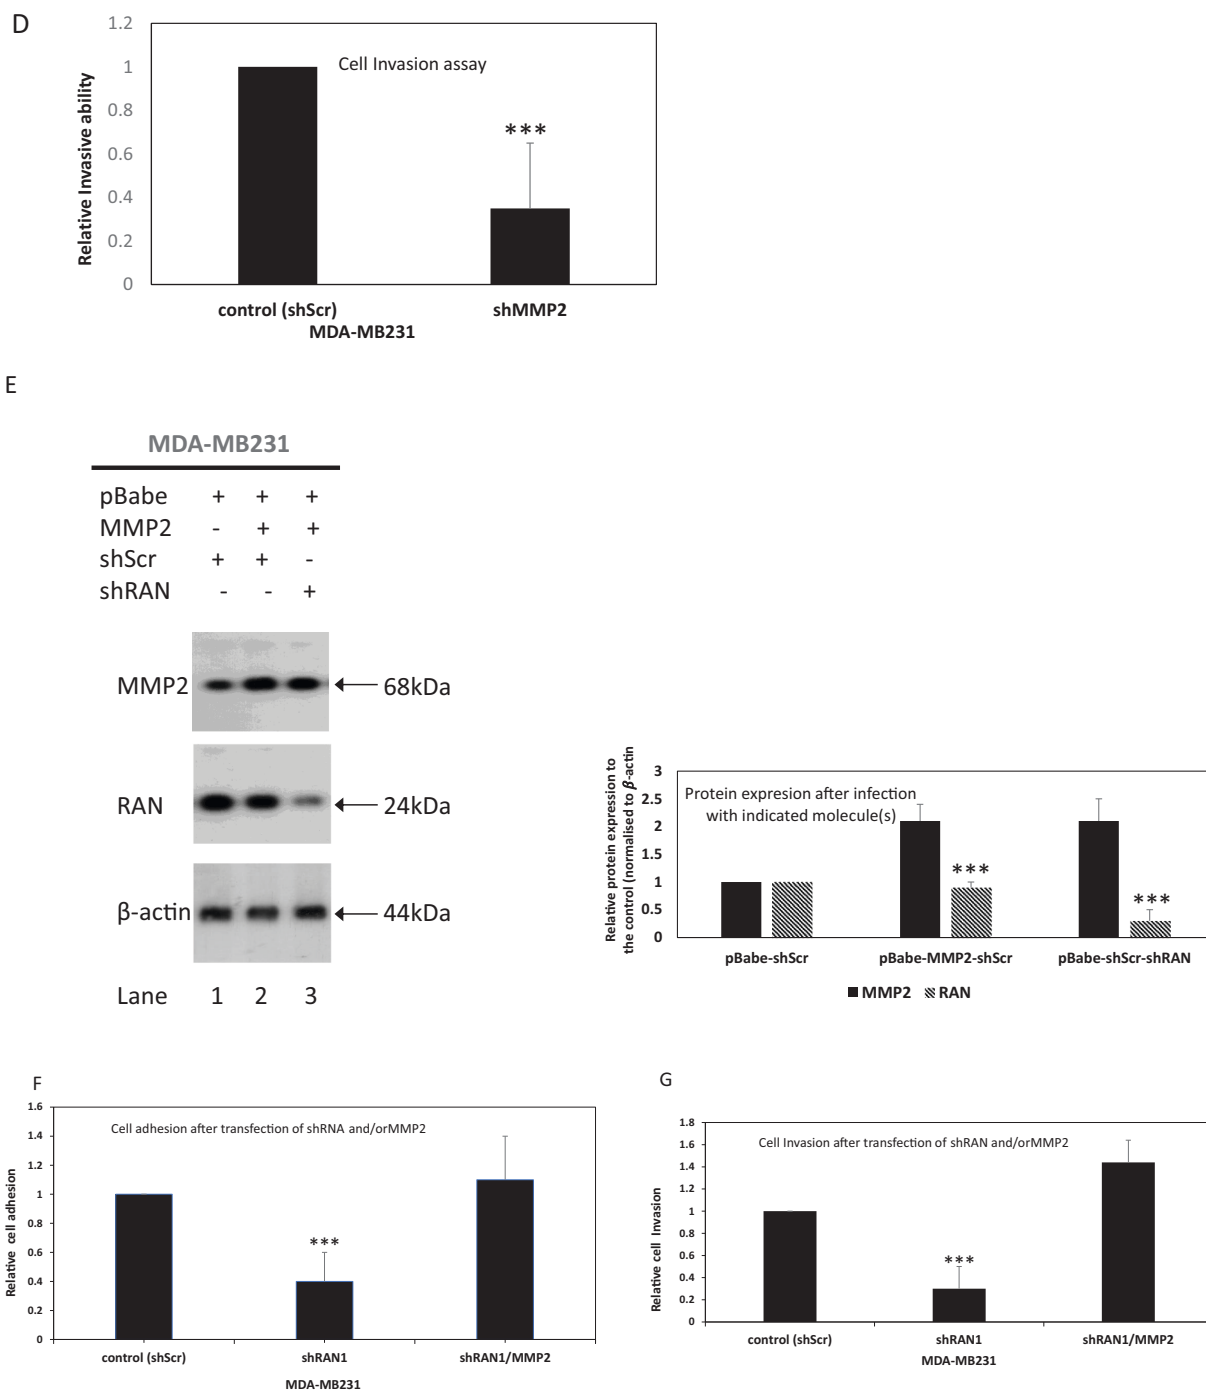 D
1.2
1
0.8
0.6
0.4
0.2
0
Relative Invasive ability
Cell Invasion assay
***
control (shScr)
shMMP2
MDA-MB231
E
MDA-MB231
pBabe + + +
MMP2 - + +
shScr + + -
shRAN - - +
MMP2 68kDa
RAN 24kDa
β-actin 44kDa
Lane 1 2 3
Relative protein expression to
the control (normalised to β-actin
3
2.5
2
1.5
1
0.5
0
Protein expresion after infection
with indicated molecule(s)
***
***
pBabe-shScr
pBabe-MMP2-shScr
pBabe-shScr-shRAN
MMP2 RAN
F
1.6
1.4
1.2
1
0.8
0.6
0.4
0.2
0
Relative cell adhesion
Cell adhesion after transfection of shRNA and/orMMP2
***
control (shScr)
shRAN1
shRAN1/MMP2
MDA-MB231
G
1.8
1.6
1.4
1.2
1
0.8
0.6
0.4
0.2
0
Relative cell Invasion
Cell Invasion after transfection of shRAN and/orMMP2
***
control (shScr)
shRAN1
shRAN1/MMP2
MDA-MB231